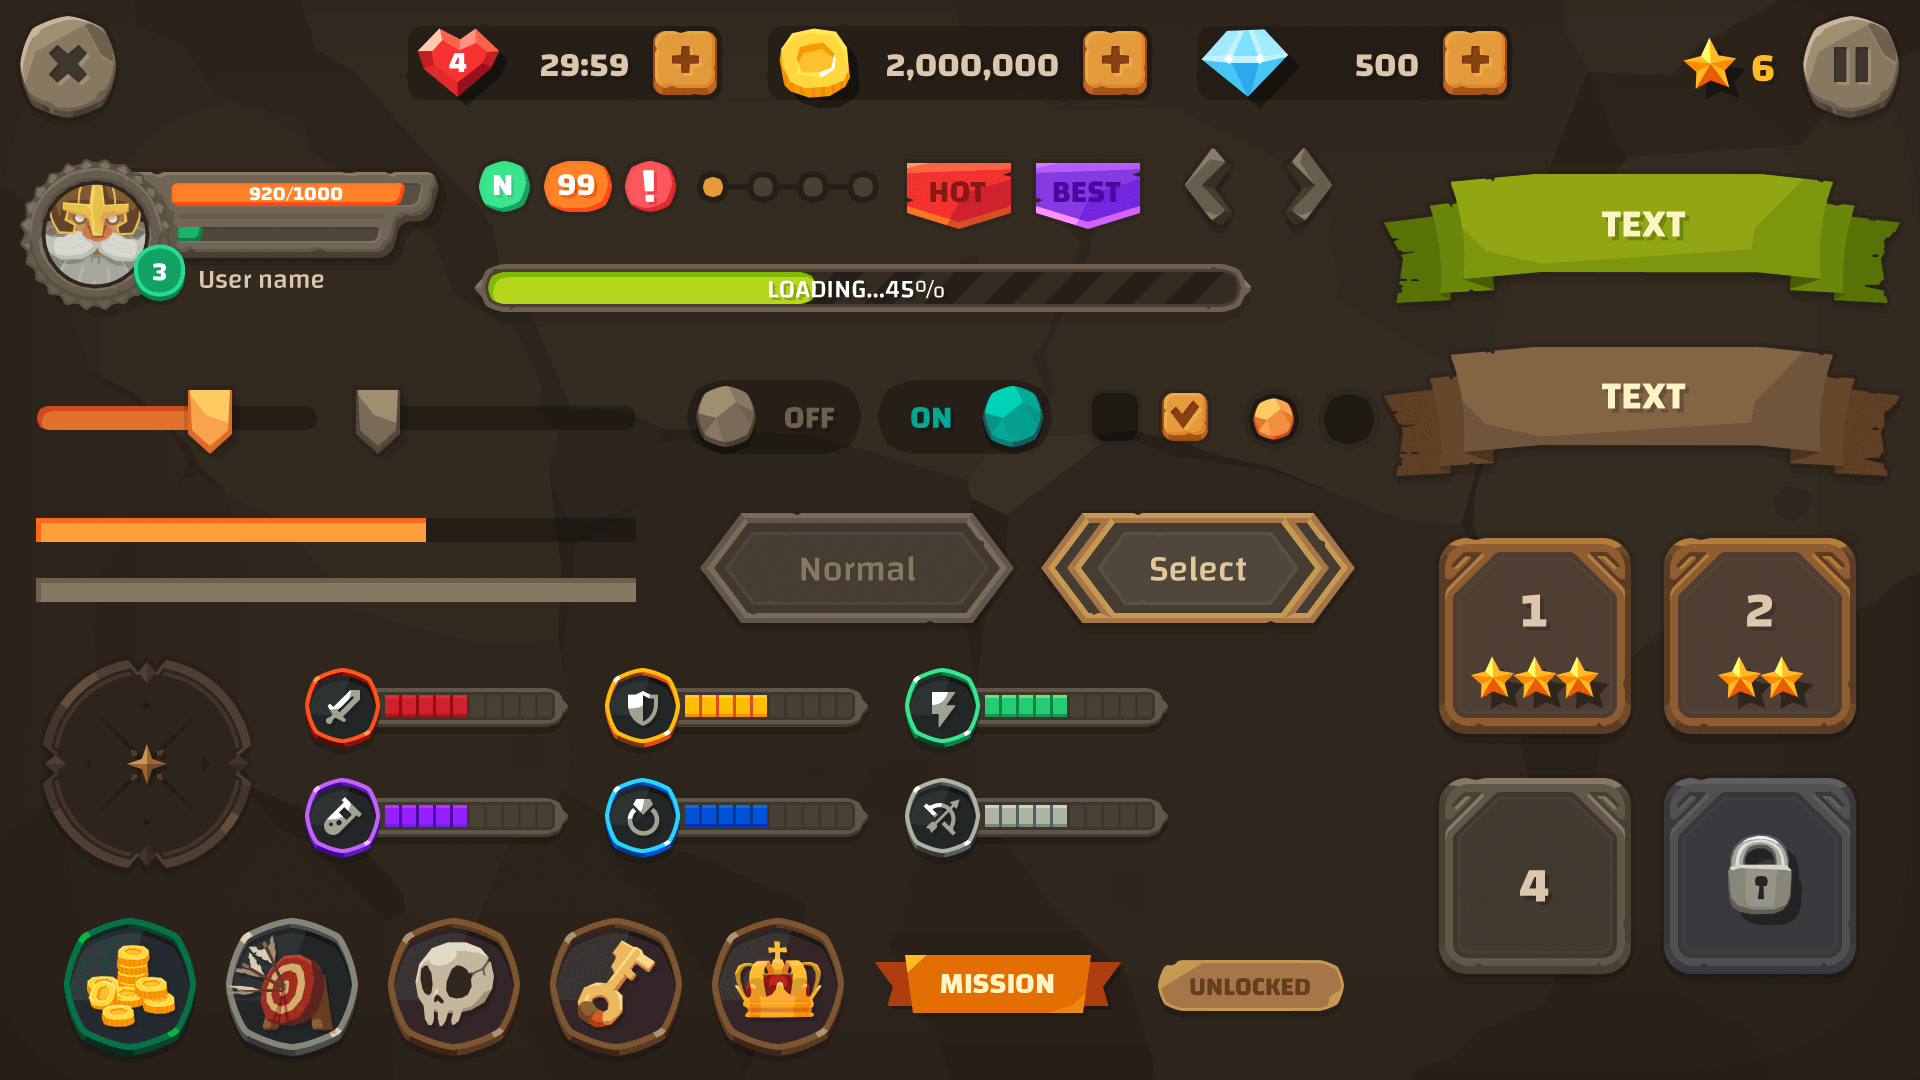 4
29:59
2,000,000
500
6
920/1000
3
User name
N
99
!
HOT
BEST
LOADING...45%
TEXT
OFF
ON
TEXT
Normal
Select
1
2
4
MISSION
UNLOCKED